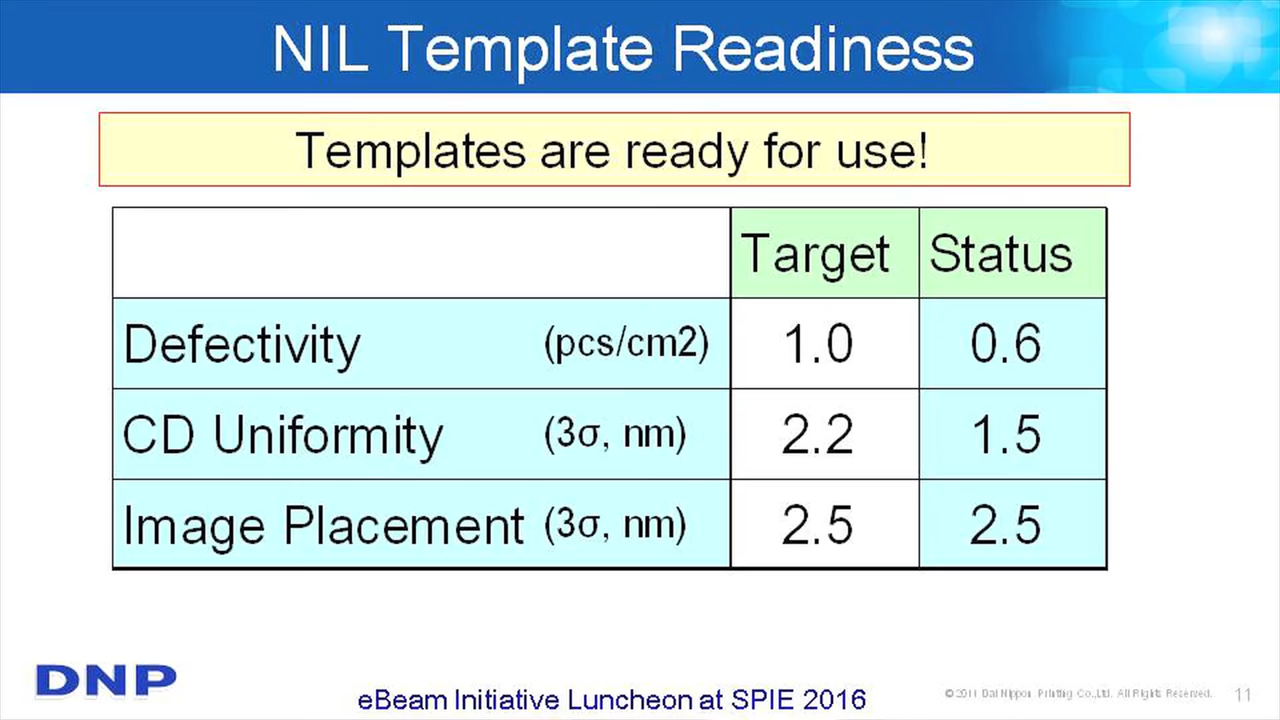 NIL Template Readiness
Templates are ready for use!
Target Status
Defectivity (pcs/cm2) 1.0 0.6
CD Uniformity (3σ, nm) 2.2 1.5
Image Placement (3σ, nm) 2.5 2.5
DNP
eBeam Initiative Luncheon at SPIE 2016
©2011 Dai Nippon Printing Co.,Ltd. All Rights Reserved. 11